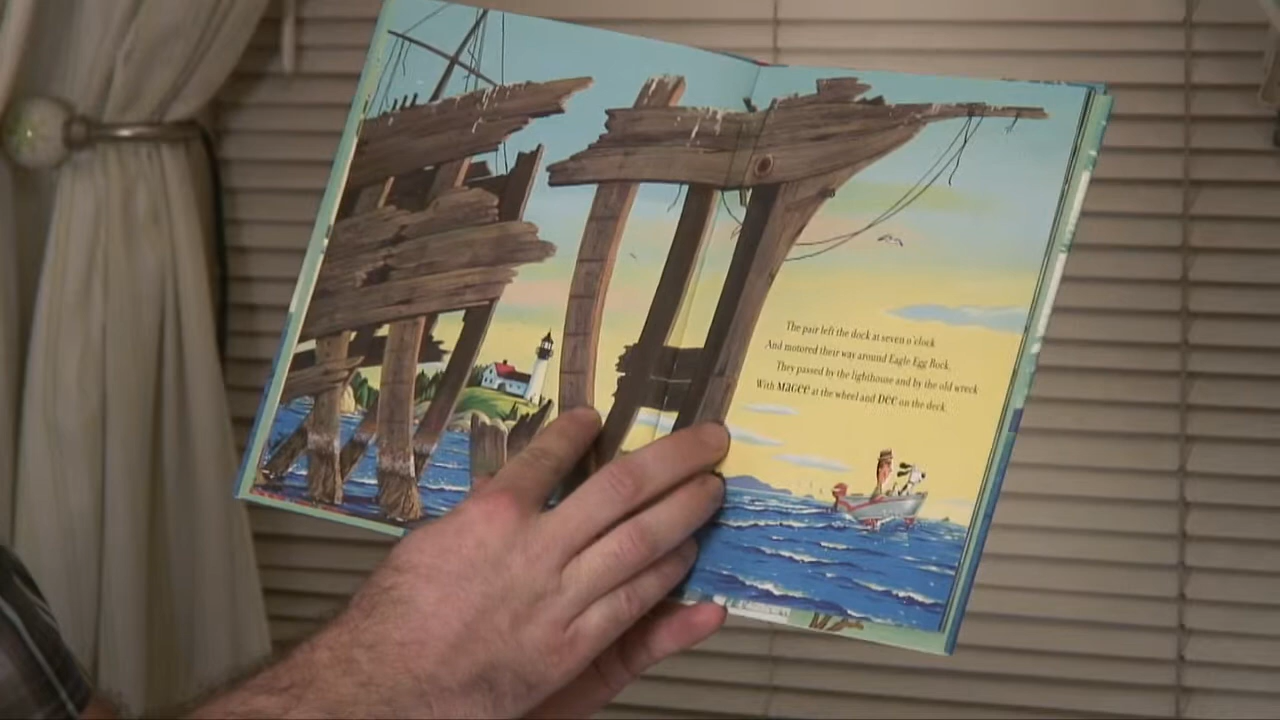 The pair left the dock at seven o'clock
And motored their way around Eagle Egg Rock.
They passed by the lighthouse and by the old wreck
With MAGEE at the wheel and DEE on the deck.